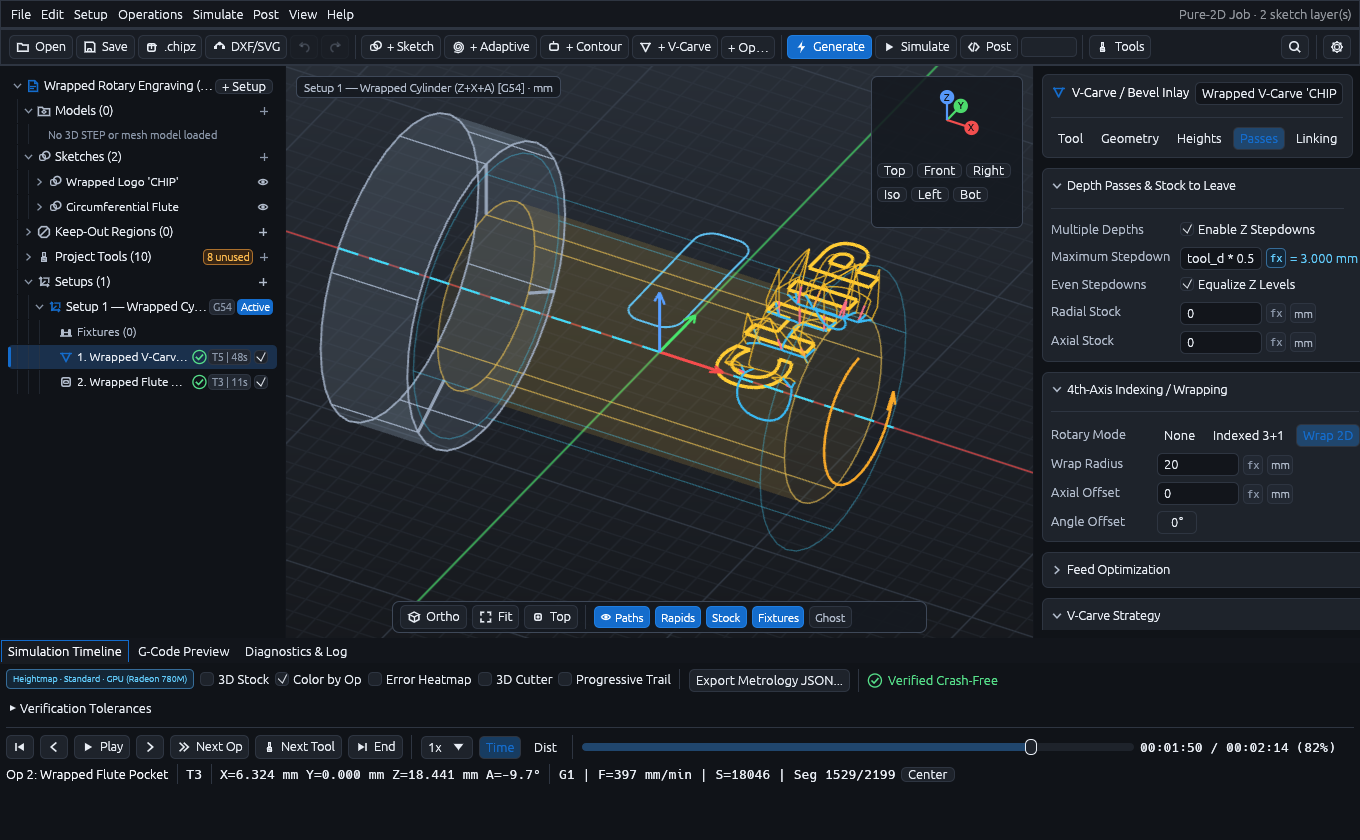 File Edit Setup Operations Simulate Post View Help
Pure-2D Job · 2 sketch layer(s)
Open Save .chipz DXF/SVG + Sketch + Adaptive + Contour + V-Carve + Op... Generate Simulate Post Tools
Wrapped Rotary Engraving (... + Setup
Models (0) +
No 3D STEP or mesh model loaded
Sketches (2) +
Wrapped Logo 'CHIP'
Circumferential Flute
Keep-Out Regions (0) +
Project Tools (10) 8 unused +
Setups (1) +
Setup 1 — Wrapped Cy... G54 Active
Fixtures (0)
1. Wrapped V-Carv... T5 | 48s
2. Wrapped Flute ... T3 | 11s
Setup 1 — Wrapped Cylinder (Z+X+A) [G54] · mm
Z
Y
X
Top Front Right
Iso Left Bot
Ortho Fit Top Paths Rapids Stock Fixtures Ghost
V-Carve / Bevel Inlay Wrapped V-Carve 'CHIP
Tool Geometry Heights Passes Linking
Depth Passes & Stock to Leave
Multiple Depths Enable Z Stepdowns
Maximum Stepdown tool_d * 0.5 fx = 3.000 mm
Even Stepdowns Equalize Z Levels
Radial Stock 0 fx mm
Axial Stock 0 fx mm
4th-Axis Indexing / Wrapping
Rotary Mode None Indexed 3+1 Wrap 2D
Wrap Radius 20 fx mm
Axial Offset 0 fx mm
Angle Offset 0°
Feed Optimization
V-Carve Strategy
Simulation Timeline G-Code Preview Diagnostics & Log
Heightmap · Standard · GPU (Radeon 780M) 3D Stock Color by Op Error Heatmap 3D Cutter Progressive Trail Export Metrology JSON... Verified Crash-Free
Verification Tolerances
Play Next Op Next Tool End 1x Time Dist 00:01:50 / 00:02:14 (82%)
Op 2: Wrapped Flute Pocket T3 X=6.324 mm Y=0.000 mm Z=18.441 mm A=-9.7° G1 | F=397 mm/min | S=18046 | Seg 1529/2199 Center